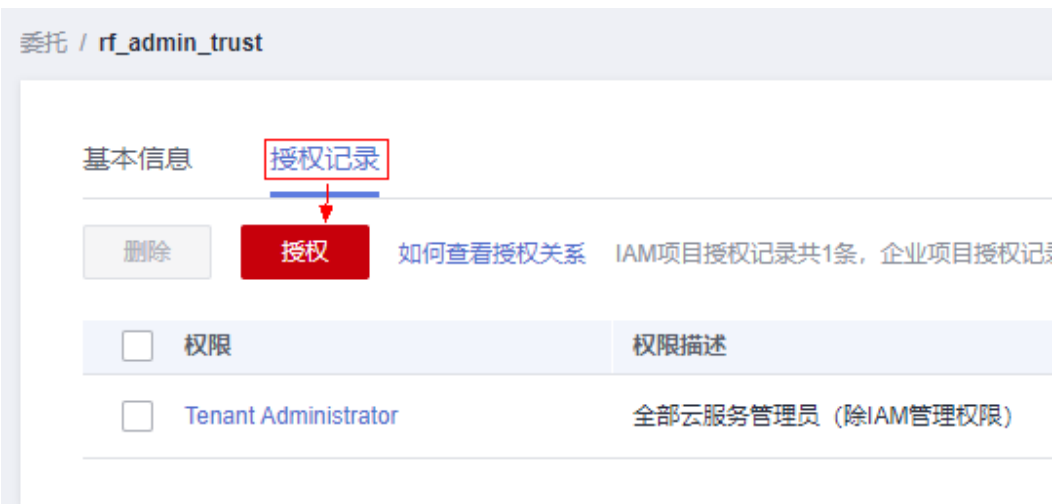 委托 / rf_admin_trust
基本信息 授权记录
删除 授权 如何查看授权关系 IAM项目授权记录共1条，企业项目授权记
权限 权限描述
Tenant Administrator 全部云服务管理员（除IAM管理权限）